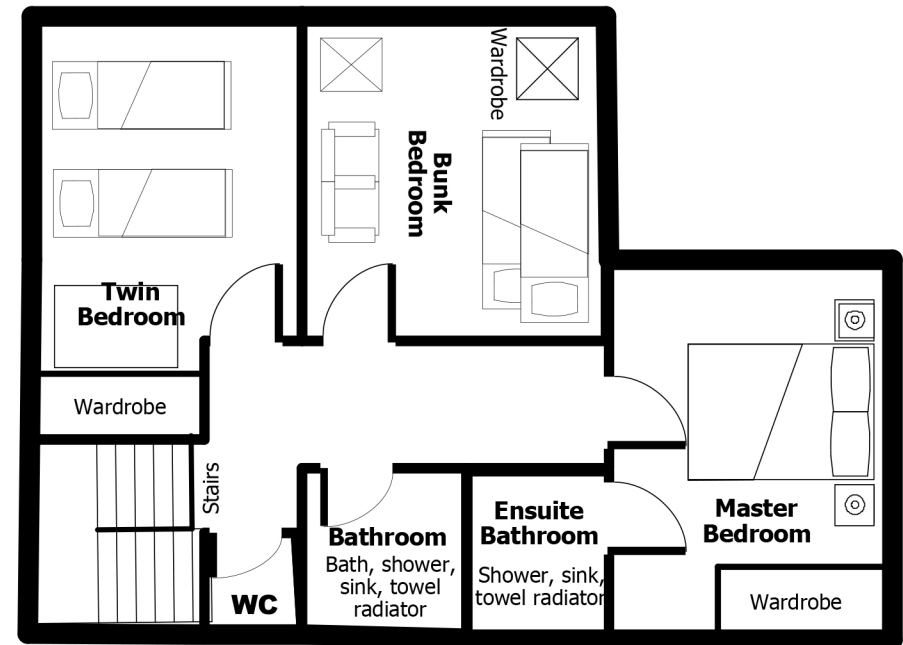 Wardrobe
Bunk
Bedroom
Twin
Bedroom
Wardrobe
Stairs
WC
Bathroom
Bath, shower,
sink, towel
radiator
Ensuite
Bathroom
Shower, sink,
towel radiator
Master
Bedroom
Wardrobe